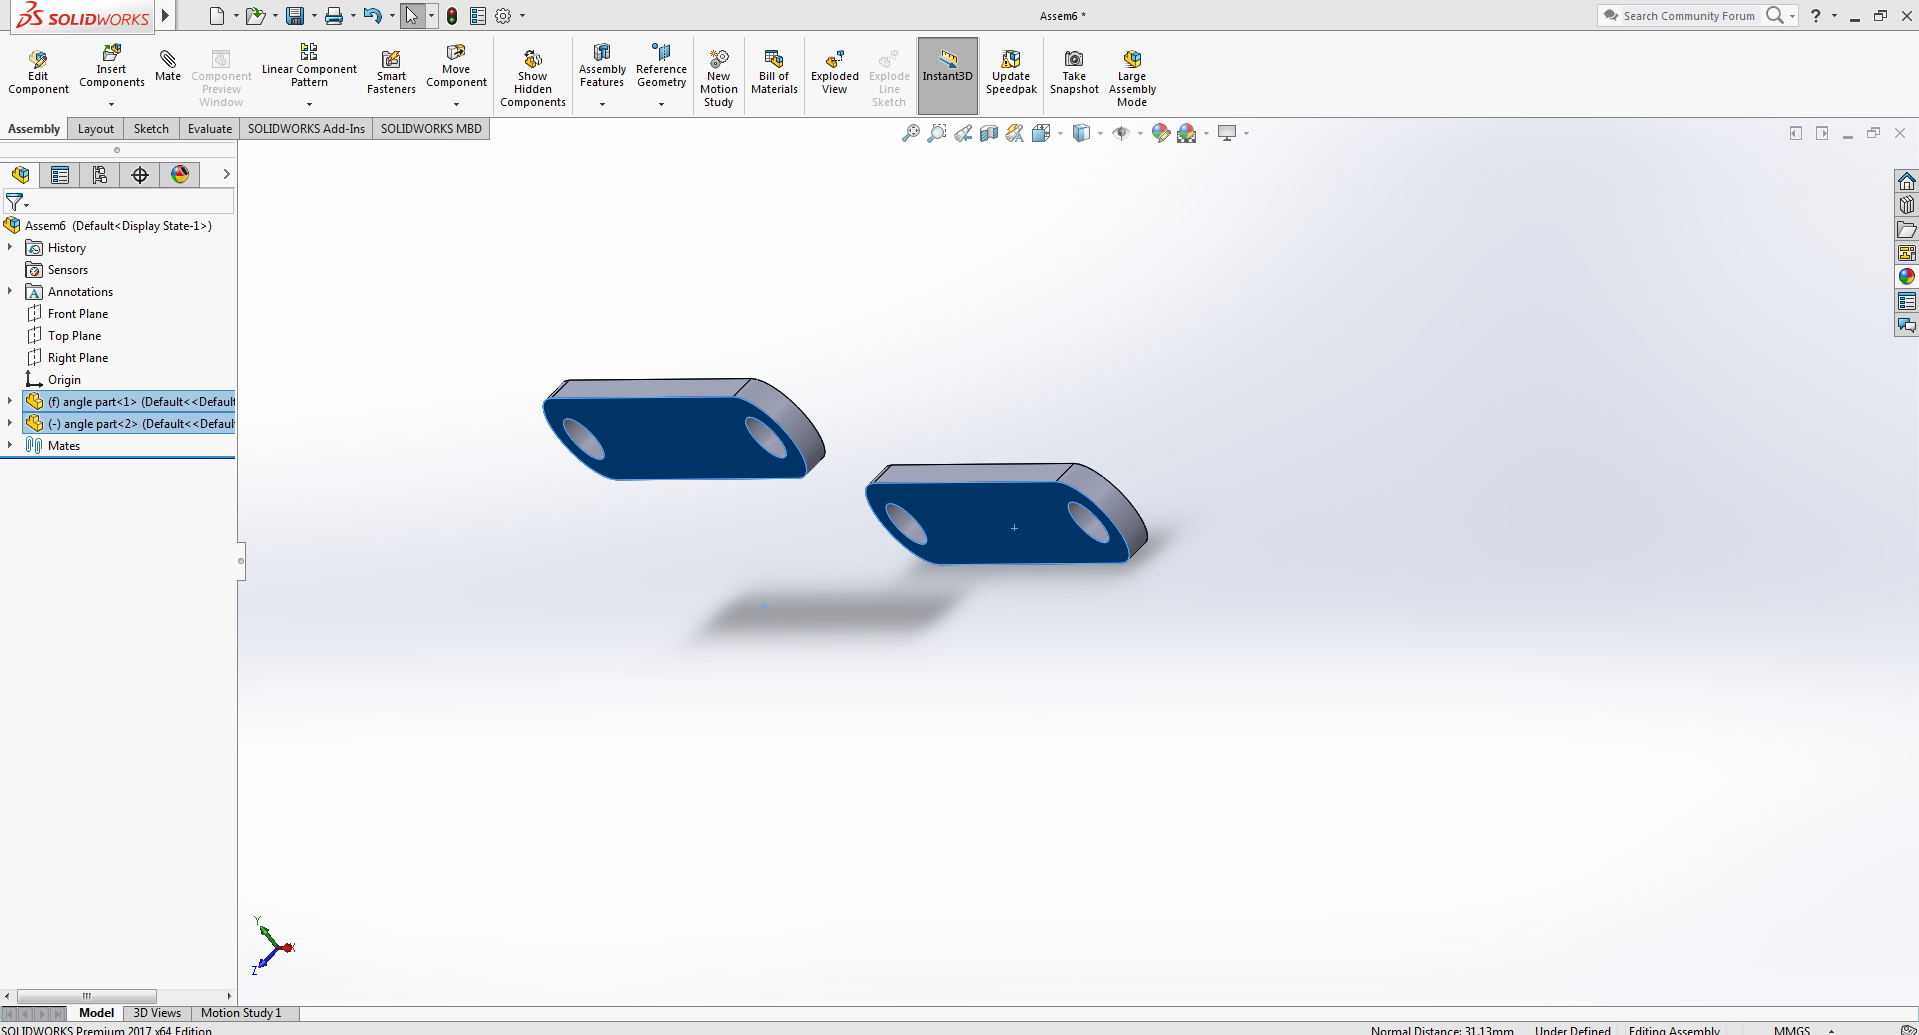 SOLIDWORKS
Assem6 *
Search Community Forum
?
Edit Component
Insert Components
Mate
Component Preview Window
Linear Component Pattern
Smart Fasteners
Move Component
Show Hidden Components
Assembly Features
Reference Geometry
New Motion Study
Bill of Materials
Exploded View
Explode Line Sketch
Instant3D
Update Speedpak
Take Snapshot
Large Assembly Mode
Assembly
Layout
Sketch
Evaluate
SOLIDWORKS Add-Ins
SOLIDWORKS MBD
Assem6 (Default<Display State-1>)
History
Sensors
Annotations
Front Plane
Top Plane
Right Plane
Origin
(f) angle part<1> (Default<<Default
(-) angle part<2> (Default<<Defaul
Mates
Y
X
Z
Model
3D Views
Motion Study 1
SOLIDWORKS Premium 2017 x64 Edition
Normal Distance: 31.13mm
Under Defined
Editing Assembly
MMGS